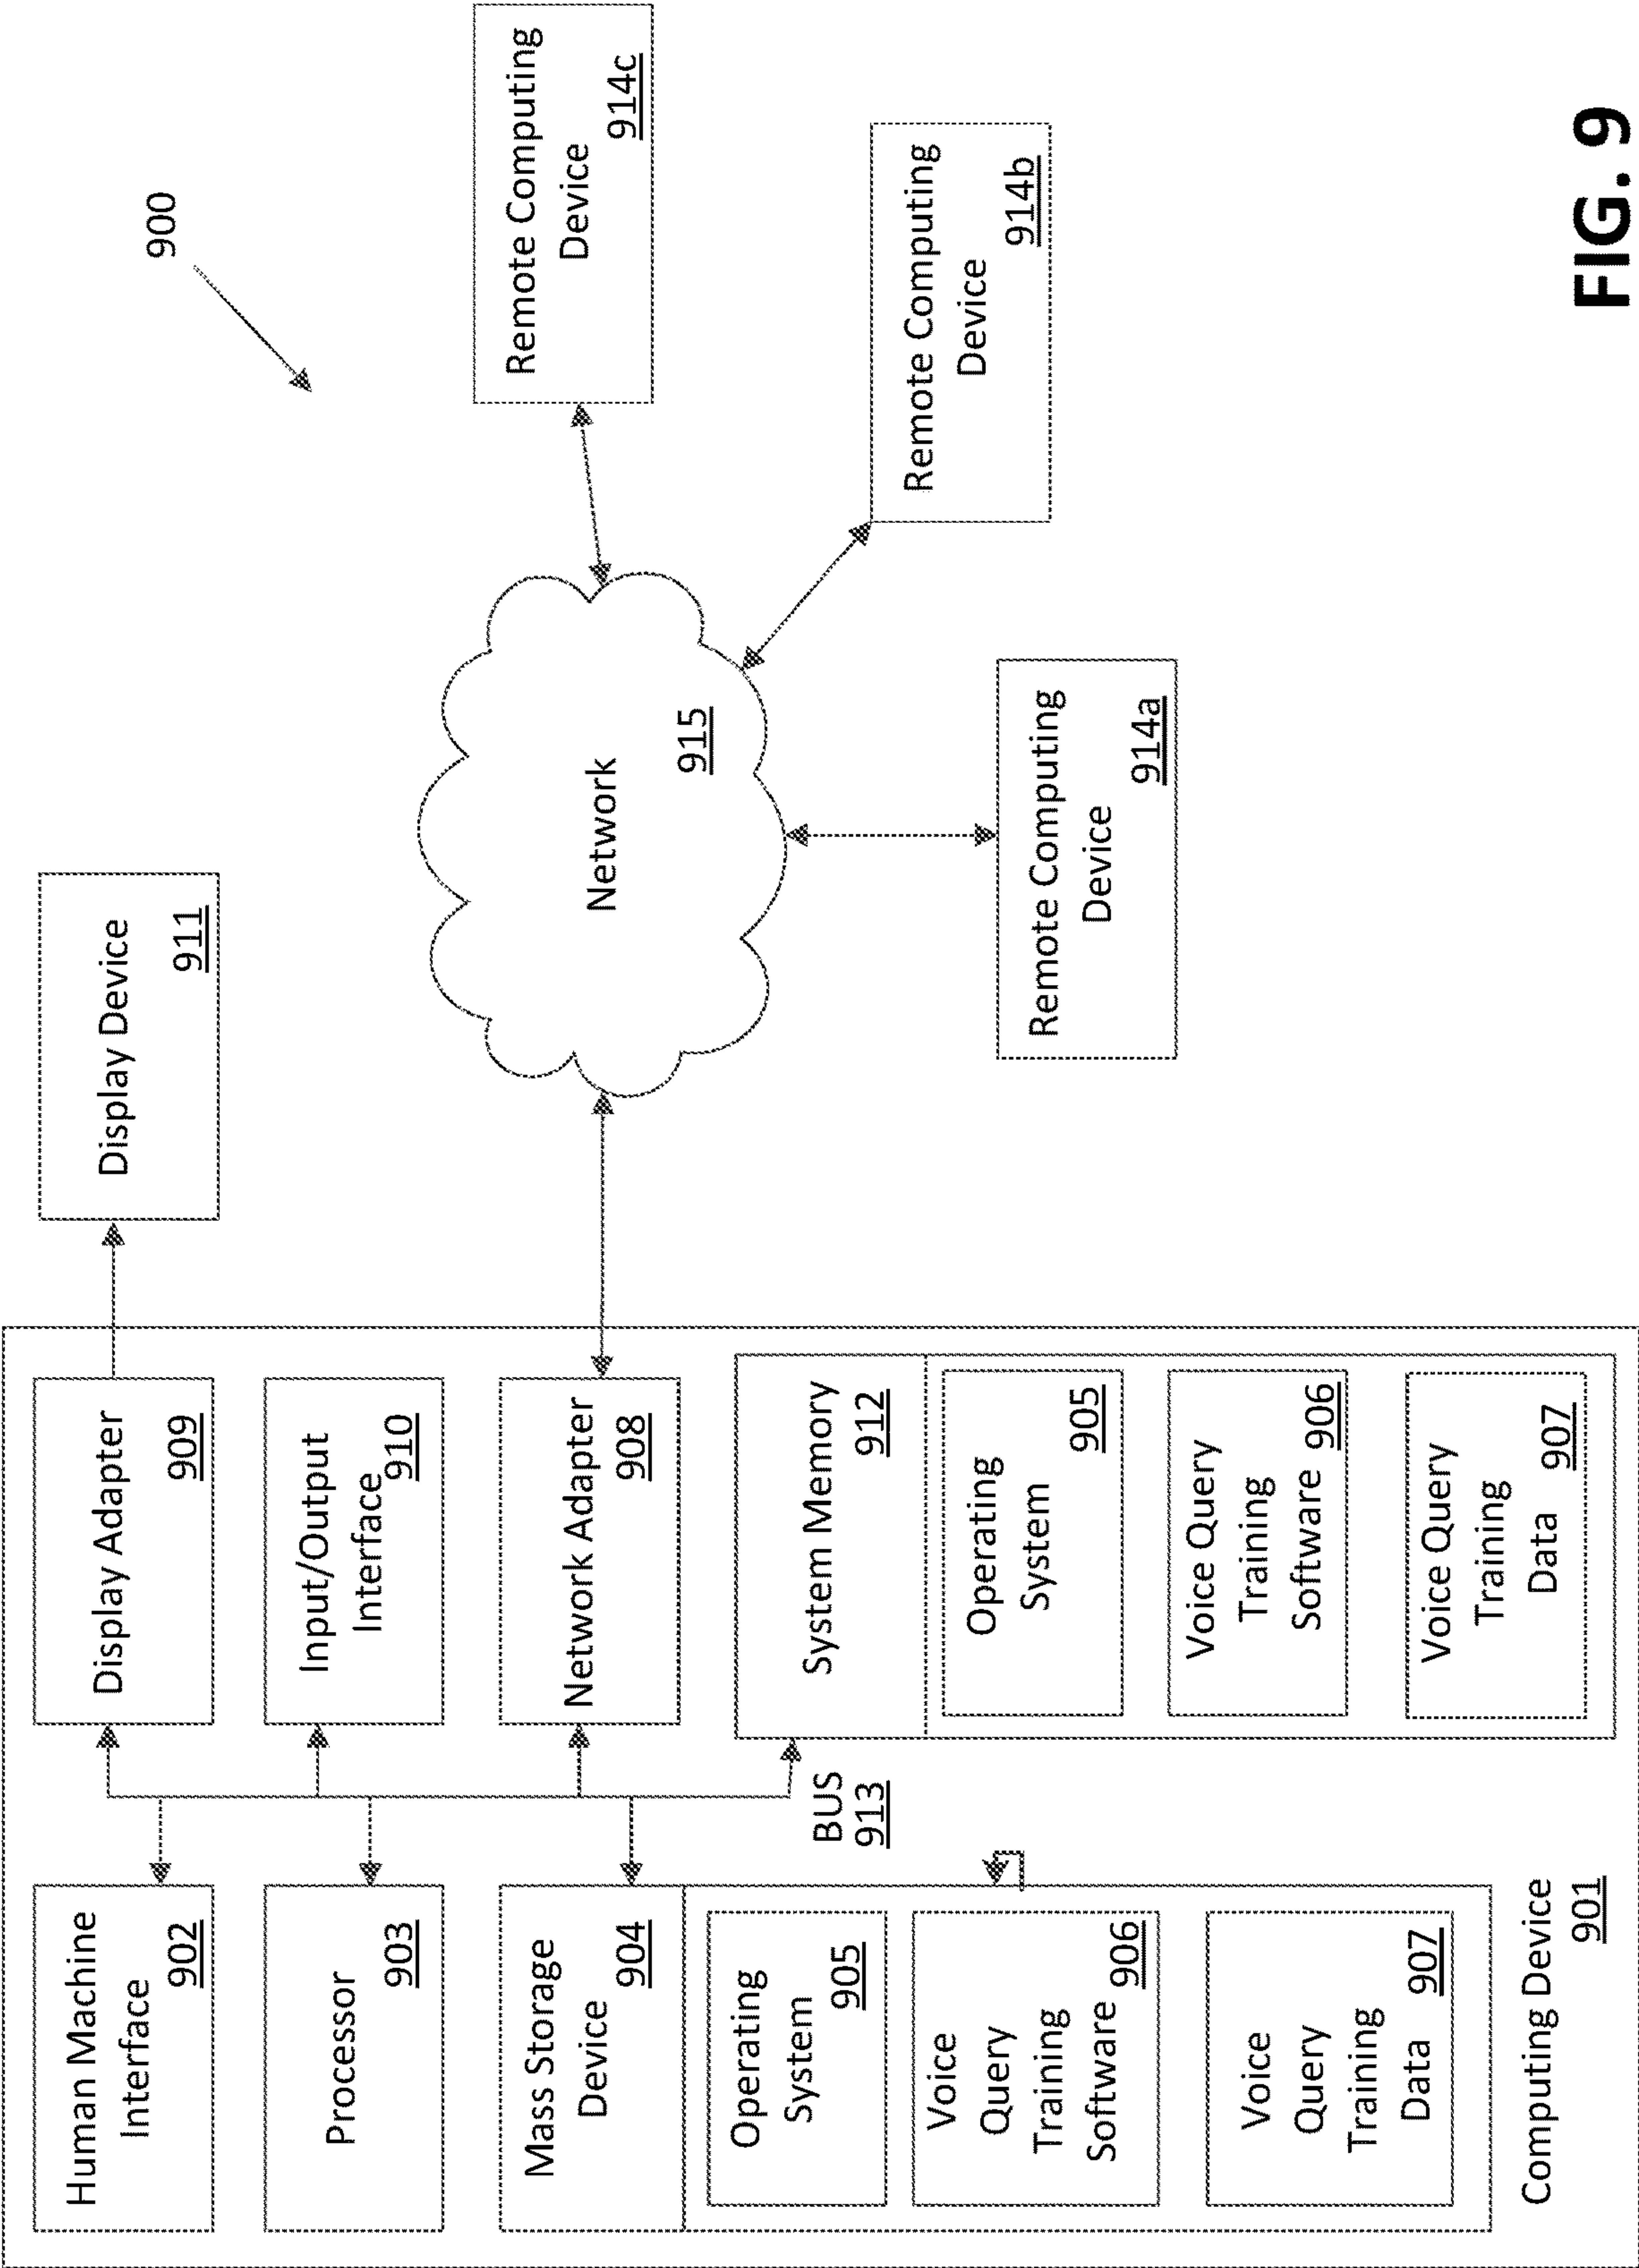 900
Human Machine
Interface
902
Display Adapter
909
Display Device
911
Processor
903
Input/Output
Interface
910
Mass Storage
Device
904
Network Adapter
908
Network
915
Remote Computing
Device
914c
Operating
System
905
Voice
Query
Training
Software
906
Voice
Query
Training
Data
907
BUS
913
System Memory
912
Operating
System
905
Voice Query
Training
Software
906
Voice Query
Training
Data
907
Remote Computing
Device
914b
Remote Computing
Device
914a
Computing Device
901
FIG. 9